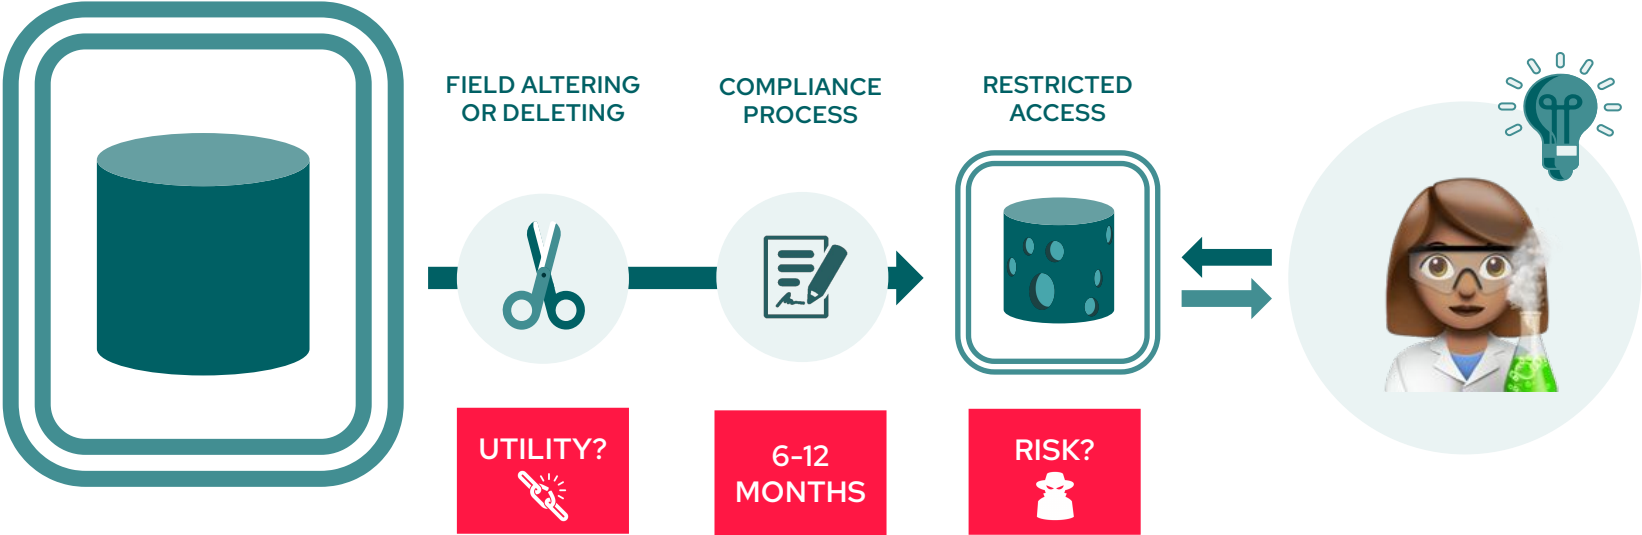 FIELD ALTERING
OR DELETING
COMPLIANCE
PROCESS
RESTRICTED
ACCESS
UTILITY?
6-12
MONTHS
RISK?